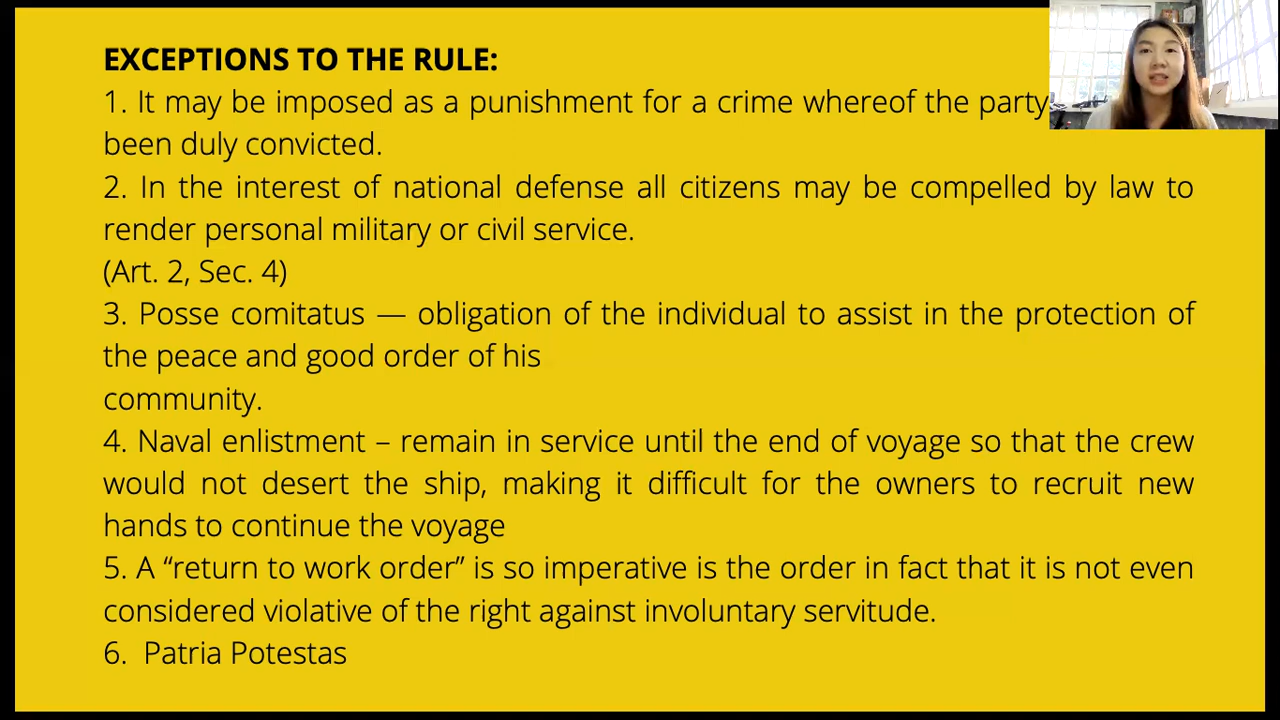 EXCEPTIONS TO THE RULE:
1. It may be imposed as a punishment for a crime whereof the party
been duly convicted.
2. In the interest of national defense all citizens may be compelled by law to
render personal military or civil service.
(Art. 2, Sec. 4)
3. Posse comitatus — obligation of the individual to assist in the protection of
the peace and good order of his
community.
4. Naval enlistment – remain in service until the end of voyage so that the crew
would not desert the ship, making it difficult for the owners to recruit new
hands to continue the voyage
5. A “return to work order” is so imperative is the order in fact that it is not even
considered violative of the right against involuntary servitude.
6. Patria Potestas